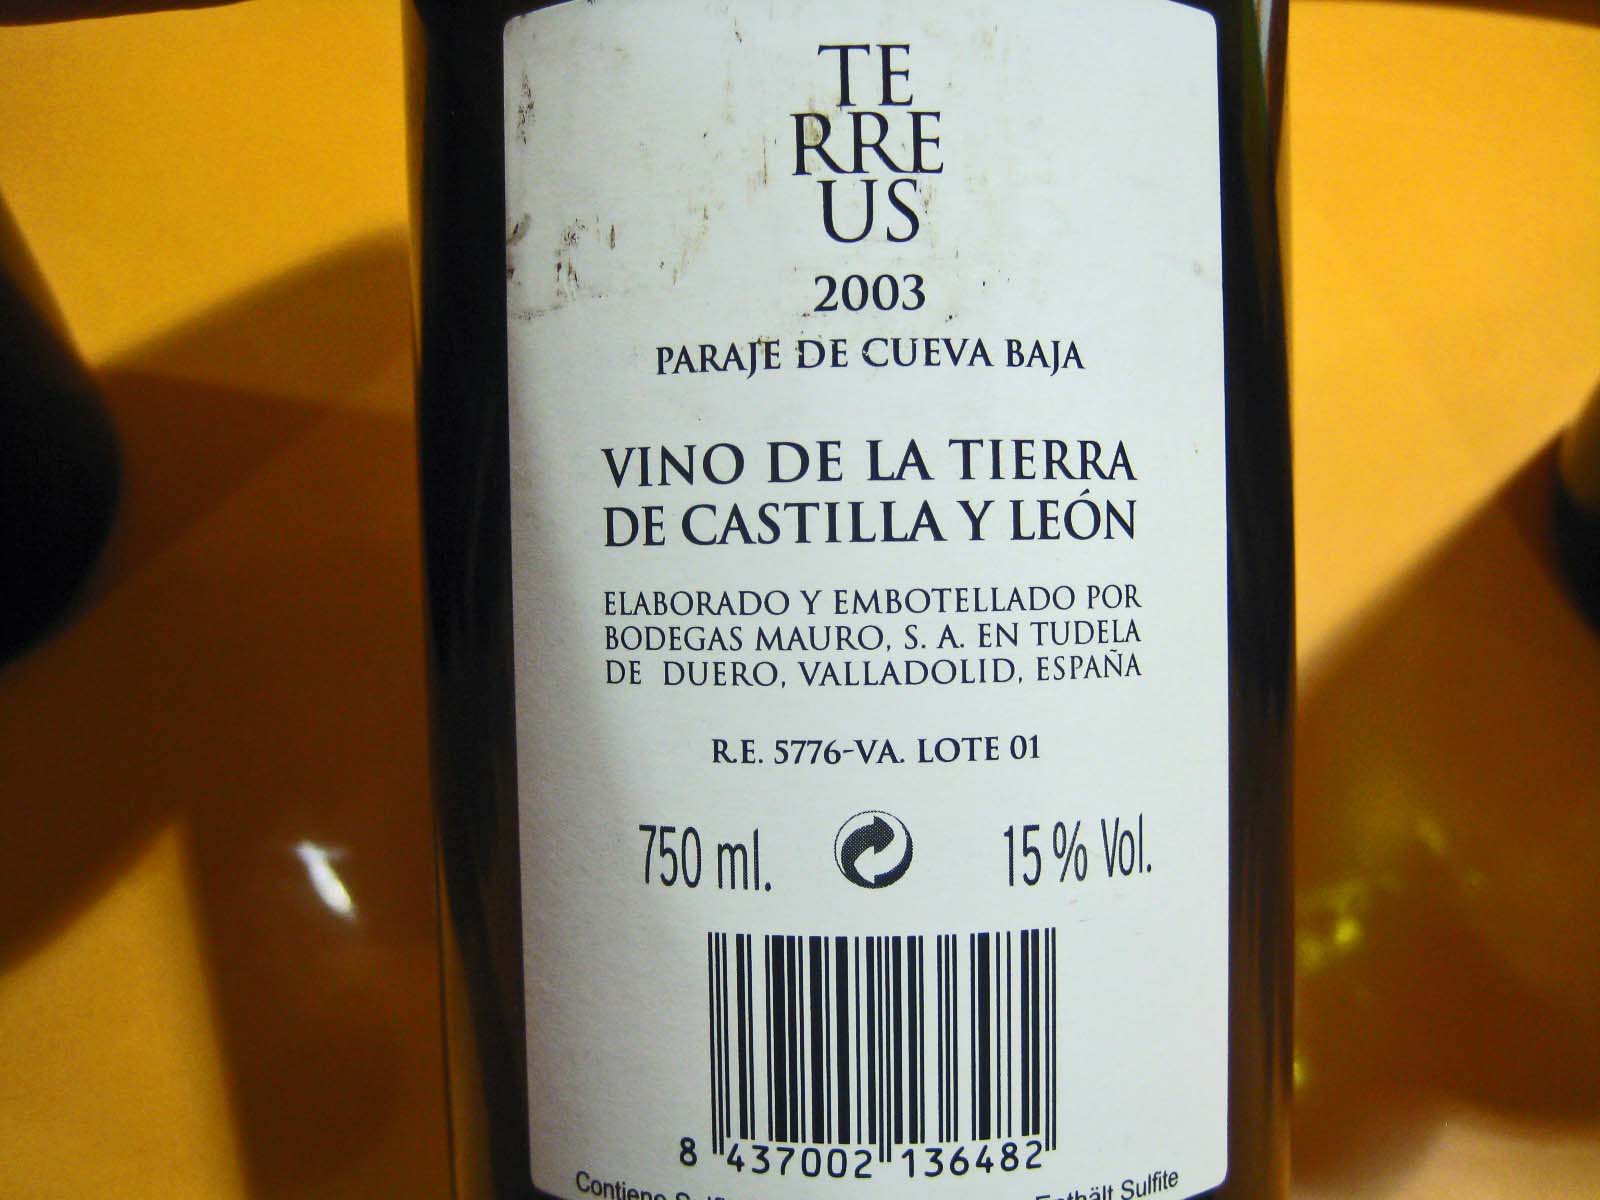 TE
RRE
US
2003
PARAJE DE CUEVA BAJA
VINO DE LA TIERRA
DE CASTILLA Y LEÓN
ELABORADO Y EMBOTELLADO POR
BODEGAS MAURO, S. A. EN TUDELA
DE DUERO, VALLADOLID, ESPAÑA
R.E. 5776-VA. LOTE 01
750 ml. 15% Vol.
8 437002 136482
Contiene Enthält Sulfite